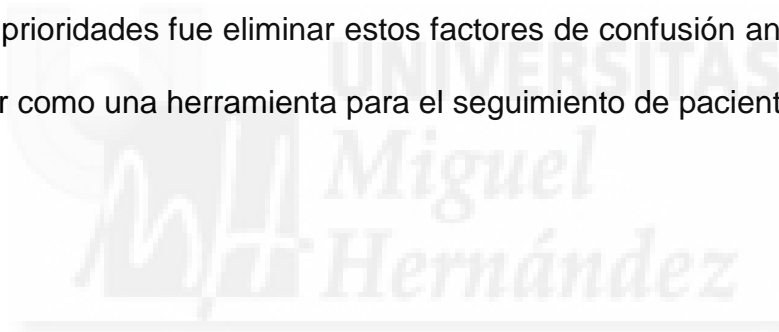 prioridades fue eliminar estos factores de confusión an
r como una herramienta para el seguimiento de pacient
UNIVERSITAS
Miguel
Hernández